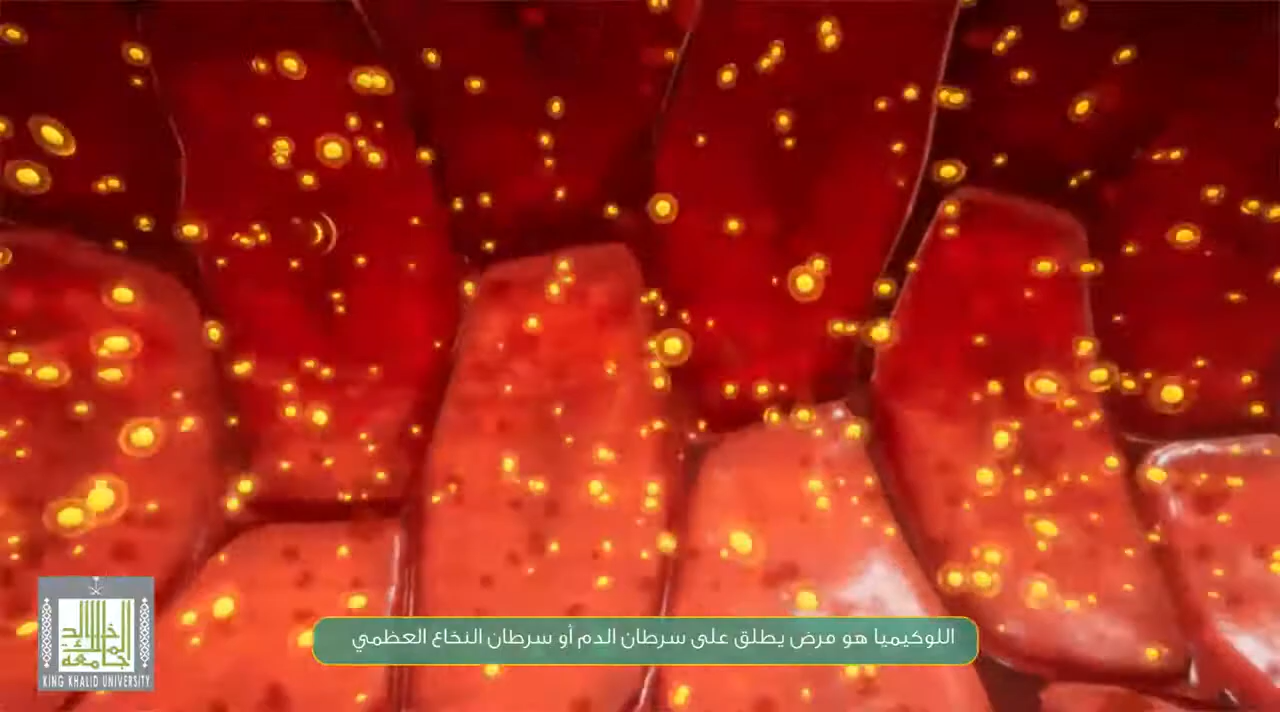 اللوكيميا هو مرض يطلق على سرطان الدم أو سرطان النخاع العظمي
جامعة الملك خالد
KING KHALID UNIVERSITY